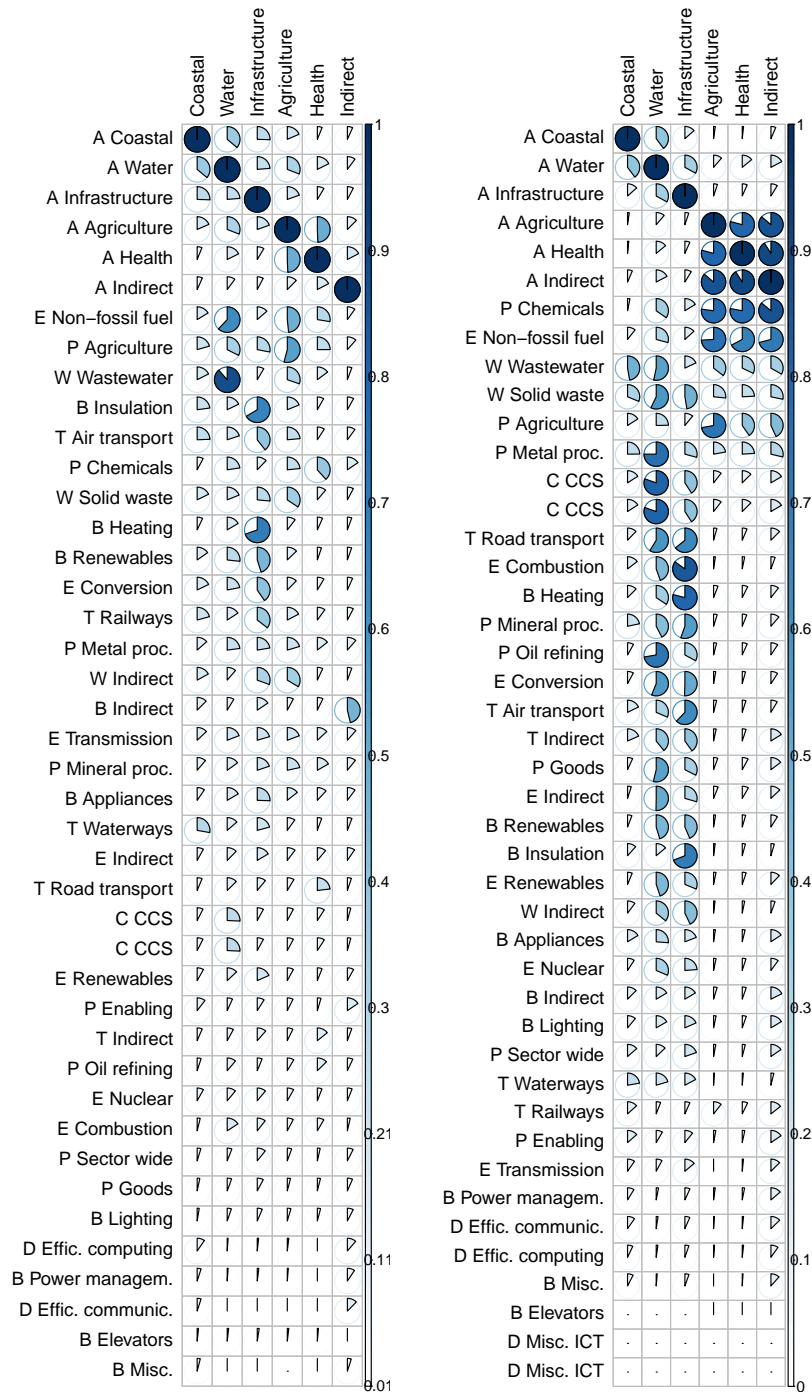 Coastal
Water
Infrastructure
Agriculture
Health
Indirect
A Coastal
A Water
A Infrastructure
A Agriculture
A Health
A Indirect
E Non−fossil fuel
P Agriculture
W Wastewater
B Insulation
T Air transport
P Chemicals
W Solid waste
B Heating
B Renewables
E Conversion
T Railways
P Metal proc.
W Indirect
B Indirect
E Transmission
P Mineral proc.
B Appliances
T Waterways
E Indirect
T Road transport
C CCS
C CCS
E Renewables
P Enabling
T Indirect
P Oil refining
E Nuclear
E Combustion
P Sector wide
P Goods
B Lighting
D Effic. computing
B Power managem.
D Effic. communic.
B Elevators
B Misc.
1
0.9
0.8
0.7
0.6
0.5
0.4
0.3
0.21
0.11
0.01
Coastal
Water
Infrastructure
Agriculture
Health
Indirect
A Coastal
A Water
A Infrastructure
A Agriculture
A Health
A Indirect
P Chemicals
E Non−fossil fuel
W Wastewater
W Solid waste
P Agriculture
P Metal proc.
C CCS
C CCS
T Road transport
E Combustion
B Heating
P Mineral proc.
P Oil refining
E Conversion
T Air transport
T Indirect
P Goods
E Indirect
B Renewables
B Insulation
E Renewables
W Indirect
B Appliances
E Nuclear
B Indirect
B Lighting
P Sector wide
T Waterways
T Railways
P Enabling
E Transmission
B Power managem.
D Effic. communic.
D Effic. computing
B Misc.
B Elevators
D Misc. ICT
D Misc. ICT
1
0.9
0.8
0.7
0.6
0.5
0.4
0.3
0.2
0.1
0